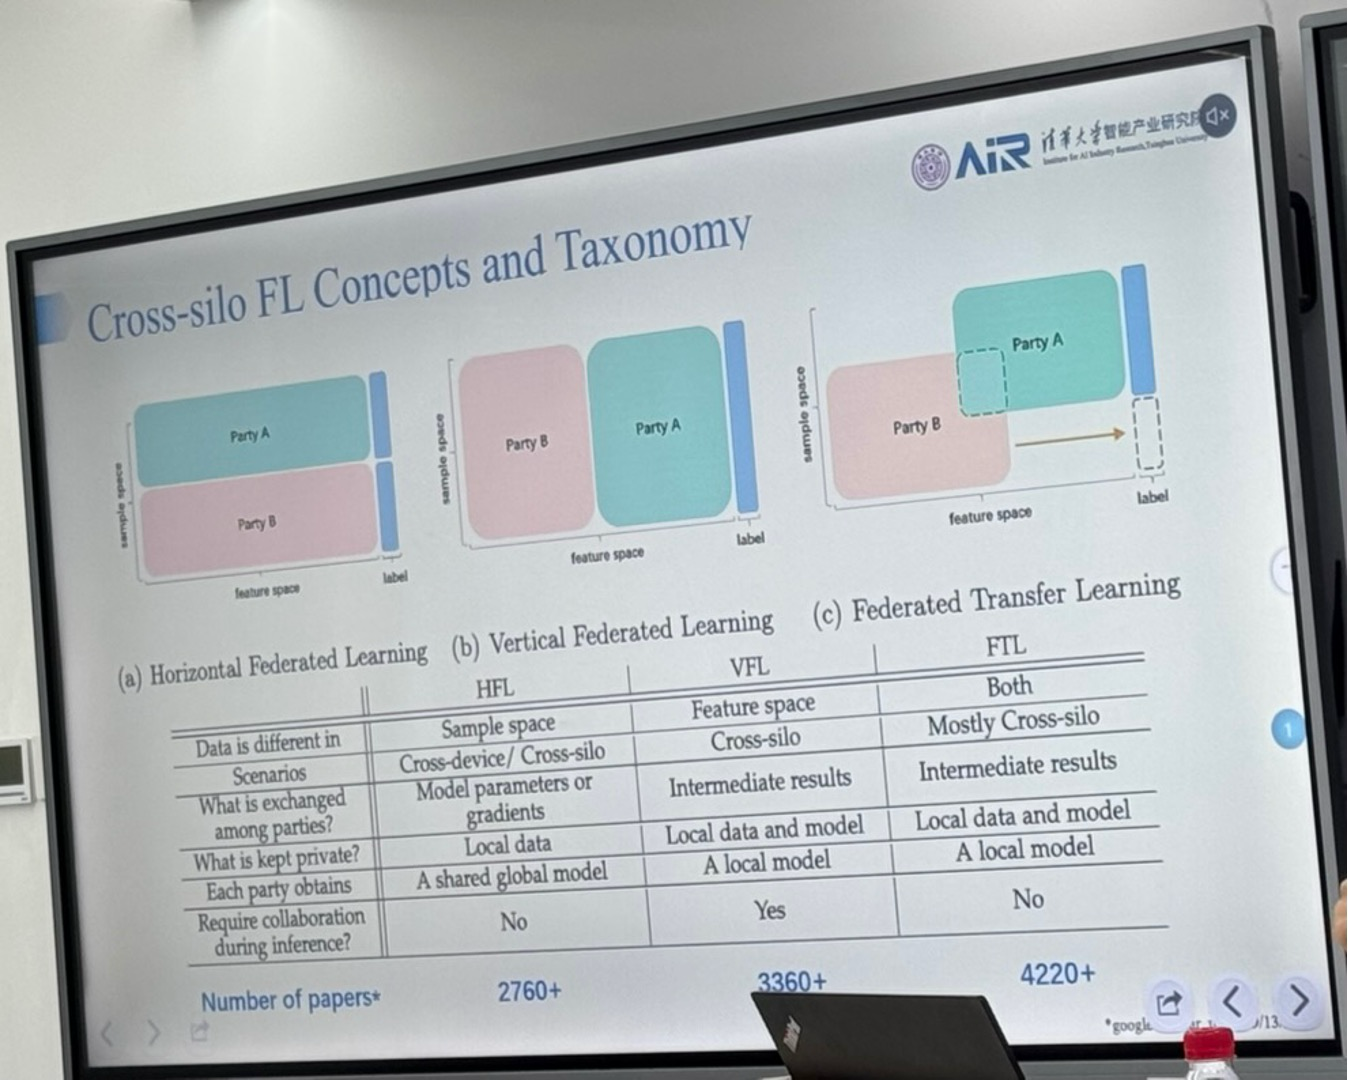 AiR 清华大学智能产业研究院
Institute for AI Industry Research, Tsinghua University
Cross-silo FL Concepts and Taxonomy
sample space
Party A
Party B
feature space
label
sample space
Party B
Party A
feature space
label
sample space
Party A
Party B
feature space
label
(a) Horizontal Federated Learning (b) Vertical Federated Learning (c) Federated Transfer Learning
HFL VFL FTL
Data is different in Sample space Feature space Both
Scenarios Cross-device/ Cross-silo Cross-silo Mostly Cross-silo
What is exchanged Model parameters or Intermediate results Intermediate results
among parties? gradients
What is kept private? Local data Local data and model Local data and model
Each party obtains A shared global model A local model A local model
Require collaboration No Yes No
during inference?
Number of papers* 2760+ 3360+ 4220+
1